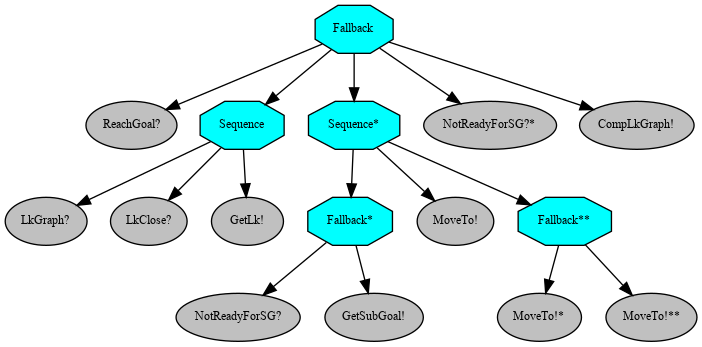 Fallback
ReachGoal?
Sequence
Sequence*
NotReadyForSG?*
CompLkGraph!
LkGraph?
LkClose?
GetLk!
Fallback*
MoveTo!
Fallback**
NotReadyForSG?
GetSubGoal!
MoveTo!*
MoveTo!**